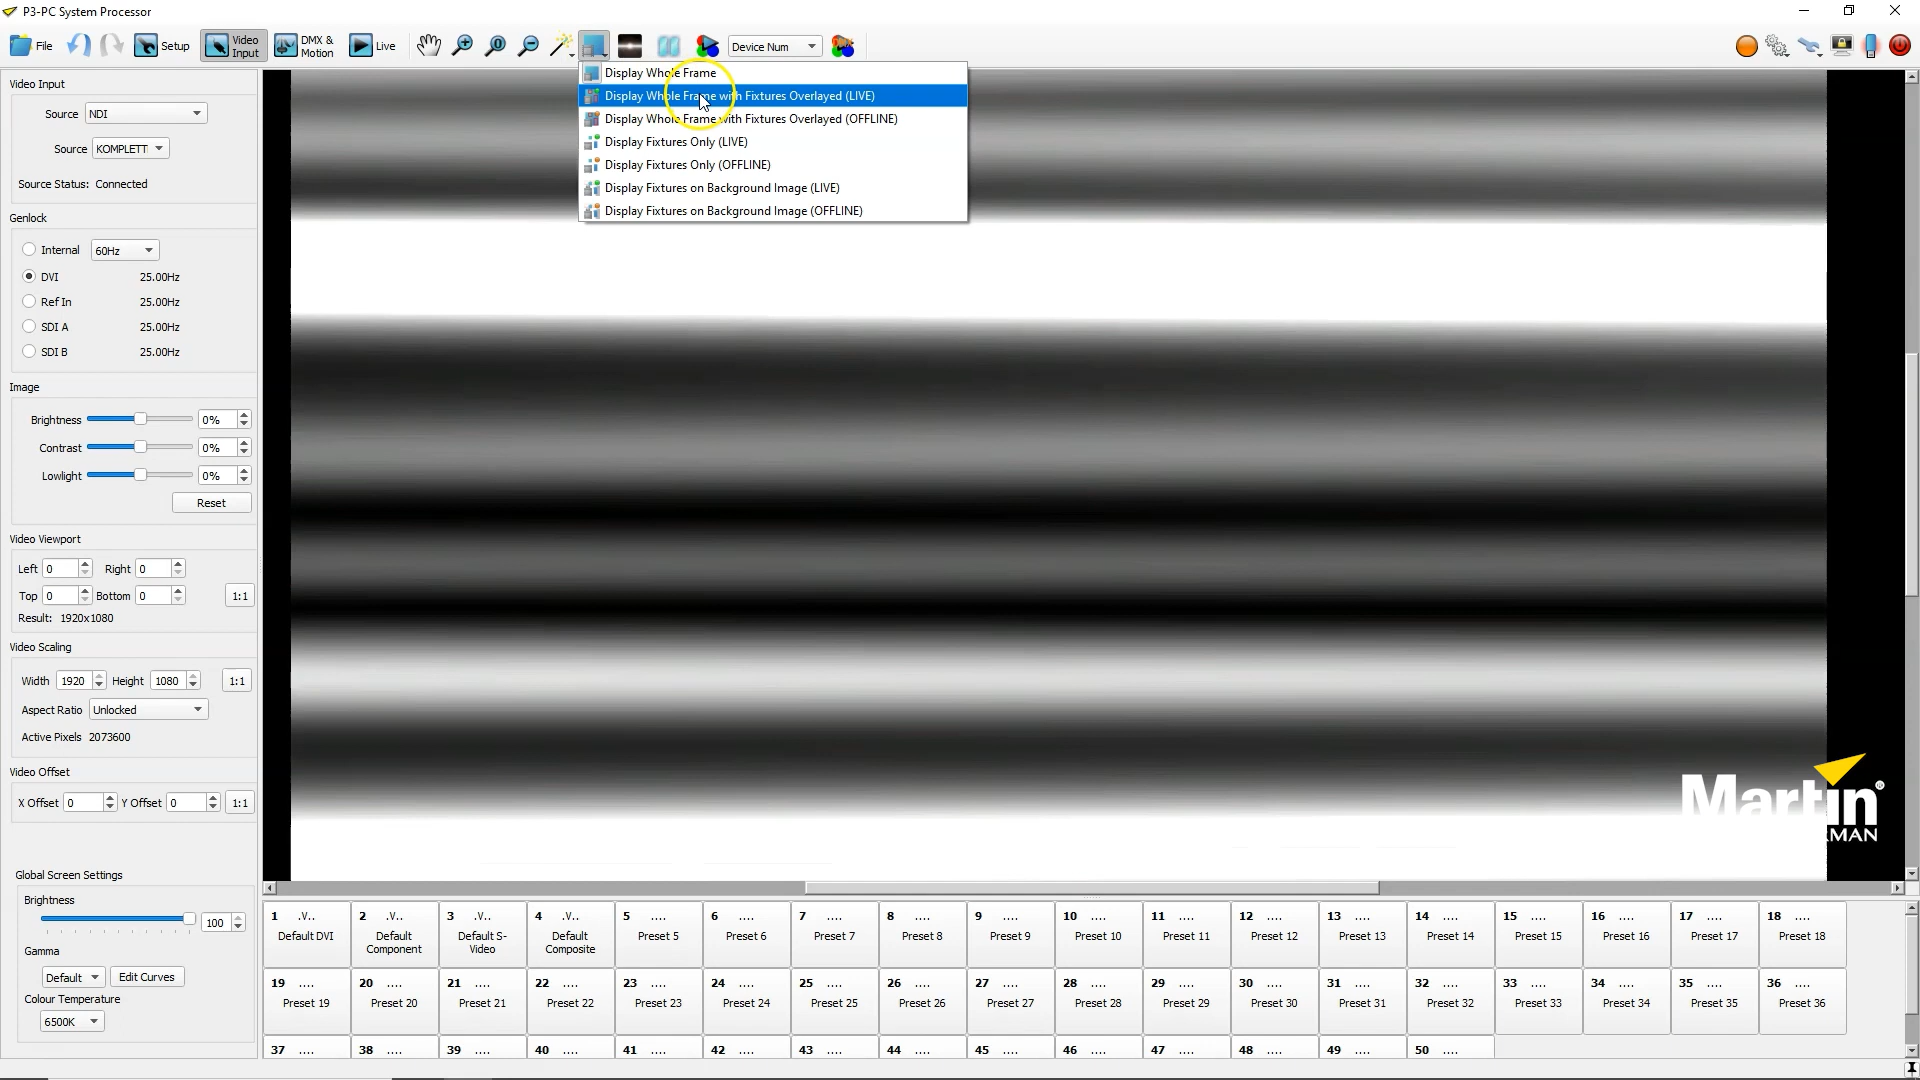 P3-PC System Processor
File
Setup
Video Input
DMX & Motion
Live
Device Num
Display Whole Frame
Display Whole Frame with Fixtures Overlayed (LIVE)
Display Whole Frame with Fixtures Overlayed (OFFLINE)
Display Fixtures Only (LIVE)
Display Fixtures Only (OFFLINE)
Display Fixtures on Background Image (LIVE)
Display Fixtures on Background Image (OFFLINE)
Video Input
Source NDI
Source KOMPLETT
Source Status: Connected
Genlock
Internal 60Hz
DVI 25.00Hz
Ref In 25.00Hz
SDI A 25.00Hz
SDI B 25.00Hz
Image
Brightness 0%
Contrast 0%
Lowlight 0%
Reset
Video Viewport
Left 0 Right 0
Top 0 Bottom 0 1:1
Result: 1920x1080
Video Scaling
Width 1920 Height 1080 1:1
Aspect Ratio Unlocked
Active Pixels 2073600
Video Offset
X Offset 0 Y Offset 0 1:1
Global Screen Settings
Brightness
100
Gamma
Default Edit Curves
Colour Temperature
6500K
Martin®
RMAN
1 .V.. 2 .V.. 3 .V.. 4 .V.. 5 .... 6 .... 7 .... 8 .... 9 .... 10 .... 11 .... 12 .... 13 .... 14 .... 15 .... 16 .... 17 .... 18 ....
Default DVI Default Component Default S-Video Default Composite Preset 5 Preset 6 Preset 7 Preset 8 Preset 9 Preset 10 Preset 11 Preset 12 Preset 13 Preset 14 Preset 15 Preset 16 Preset 17 Preset 18
19 .... 20 .... 21 .... 22 .... 23 .... 24 .... 25 .... 26 .... 27 .... 28 .... 29 .... 30 .... 31 .... 32 .... 33 .... 34 .... 35 .... 36 ....
Preset 19 Preset 20 Preset 21 Preset 22 Preset 23 Preset 24 Preset 25 Preset 26 Preset 27 Preset 28 Preset 29 Preset 30 Preset 31 Preset 32 Preset 33 Preset 34 Preset 35 Preset 36
37 .... 38 .... 39 .... 40 .... 41 .... 42 .... 43 .... 44 .... 45 .... 46 .... 47 .... 48 .... 49 .... 50 ....